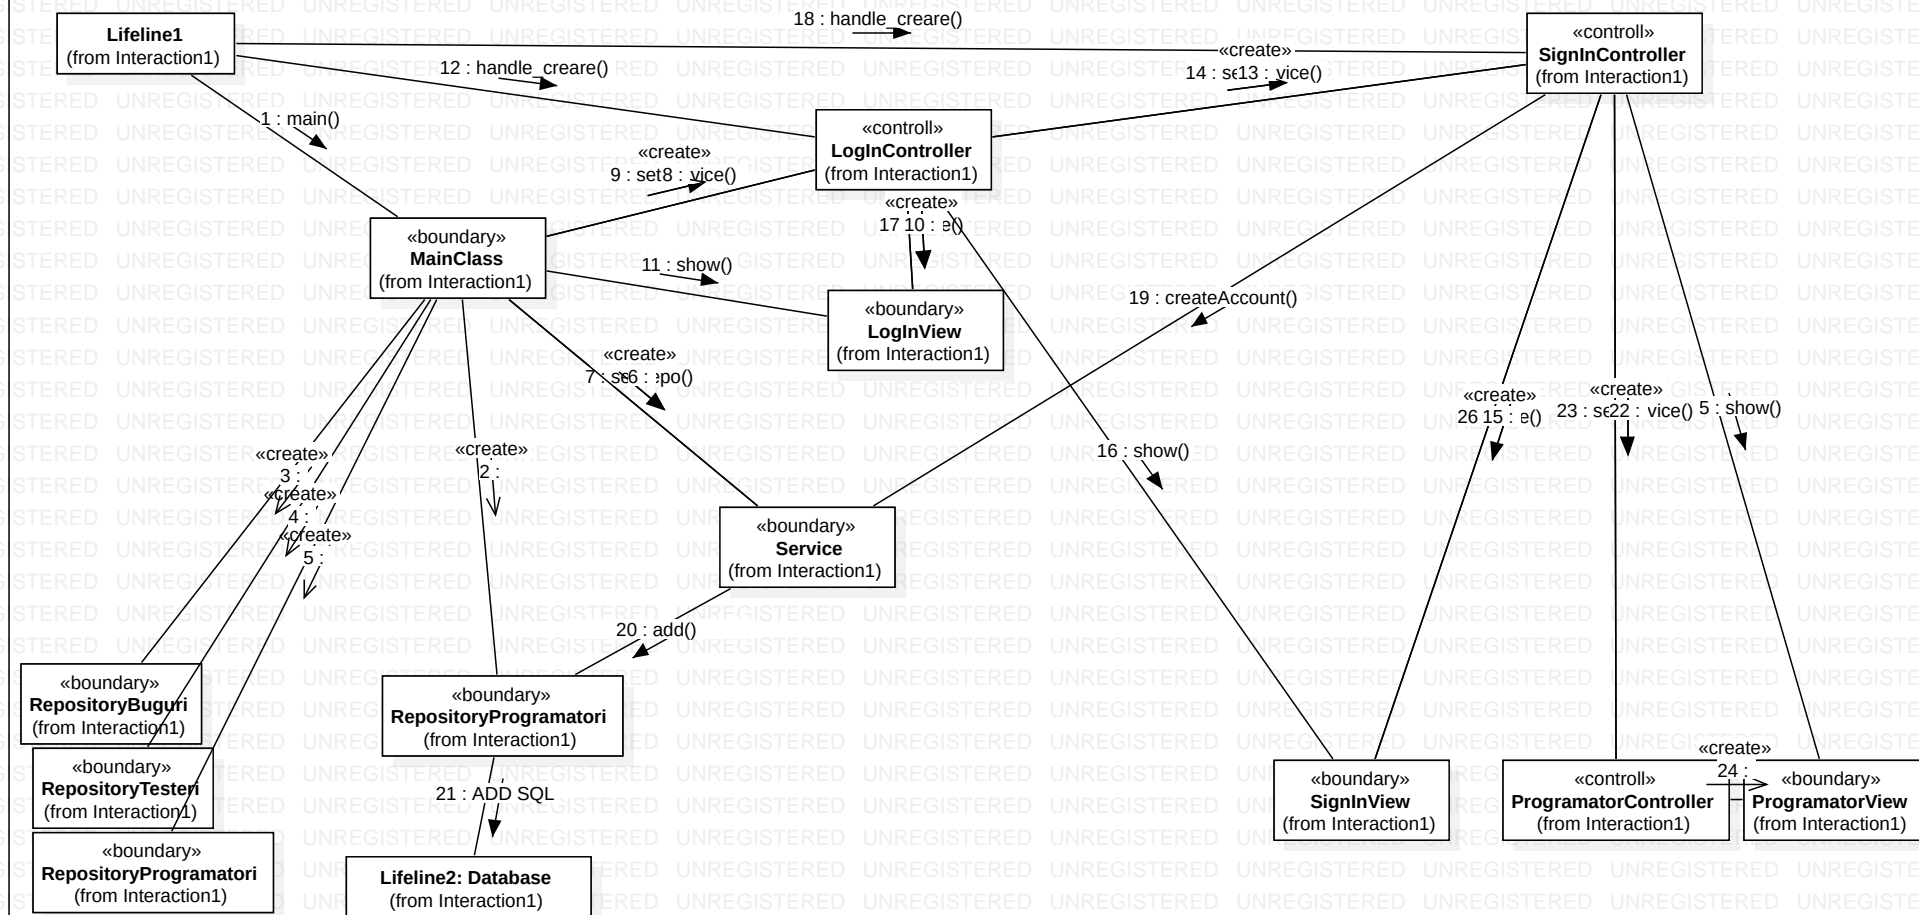 18 : handle_creare()
Lifeline1
(from Interaction1)
«controll»
SignInController
(from Interaction1)
«create»
14 : se13 : vice()
12 : handle_creare()
1 : main()
«controll»
LogInController
(from Interaction1)
«create»
9 : set8 : vice()
«create»
17 10 : e()
«boundary»
MainClass
(from Interaction1)
11 : show()
«boundary»
LogInView
(from Interaction1)
19 : createAccount()
«create»
7 : se6 : epo()
«create»
26 15 : e()
«create»
23 : se22 : vice()
5 : show()
«create»
3 :
«create»
4 :
«create»
5 :
«create»
2 :
16 : show()
«boundary»
Service
(from Interaction1)
20 : add()
«boundary»
RepositoryBuguri
(from Interaction1)
«boundary»
RepositoryTesteri
(from Interaction1)
«boundary»
RepositoryProgramatori
(from Interaction1)
«boundary»
RepositoryProgramatori
(from Interaction1)
21 : ADD SQL
Lifeline2: Database
(from Interaction1)
«boundary»
SignInView
(from Interaction1)
«controll»
ProgramatorController
(from Interaction1)
«create»
24 :
«boundary»
ProgramatorView
(from Interaction1)
UNREGISTERED